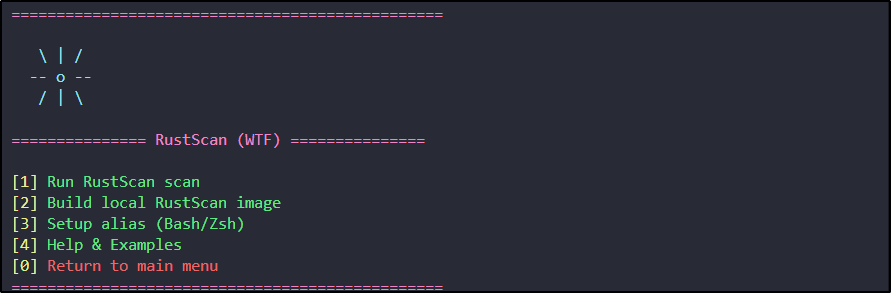 ================================================
\ | /
-- o --
/ | \
=============== RustScan (WTF) ===============
[1] Run RustScan scan
[2] Build local RustScan image
[3] Setup alias (Bash/Zsh)
[4] Help & Examples
[0] Return to main menu
================================================